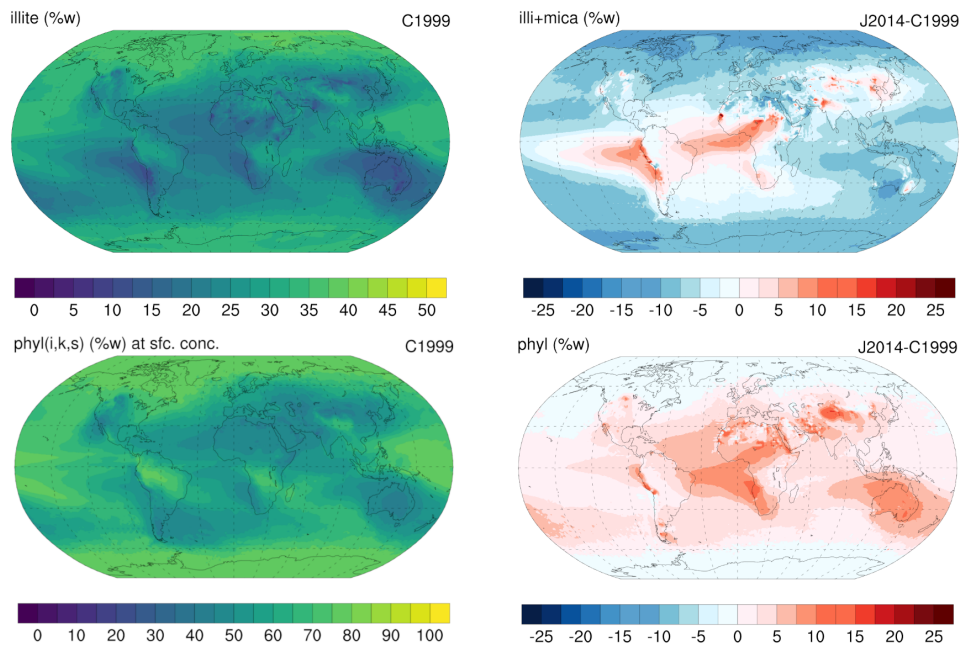 illite (%w) C1999
illi+mica (%w) J2014-C1999
0 5 10 15 20 25 30 35 40 45 50
-25 -20 -15 -10 -5 0 5 10 15 20 25
phyl(i,k,s) (%w) at sfc. conc. C1999
phyl (%w) J2014-C1999
0 10 20 30 40 50 60 70 80 90 100
-25 -20 -15 -10 -5 0 5 10 15 20 25